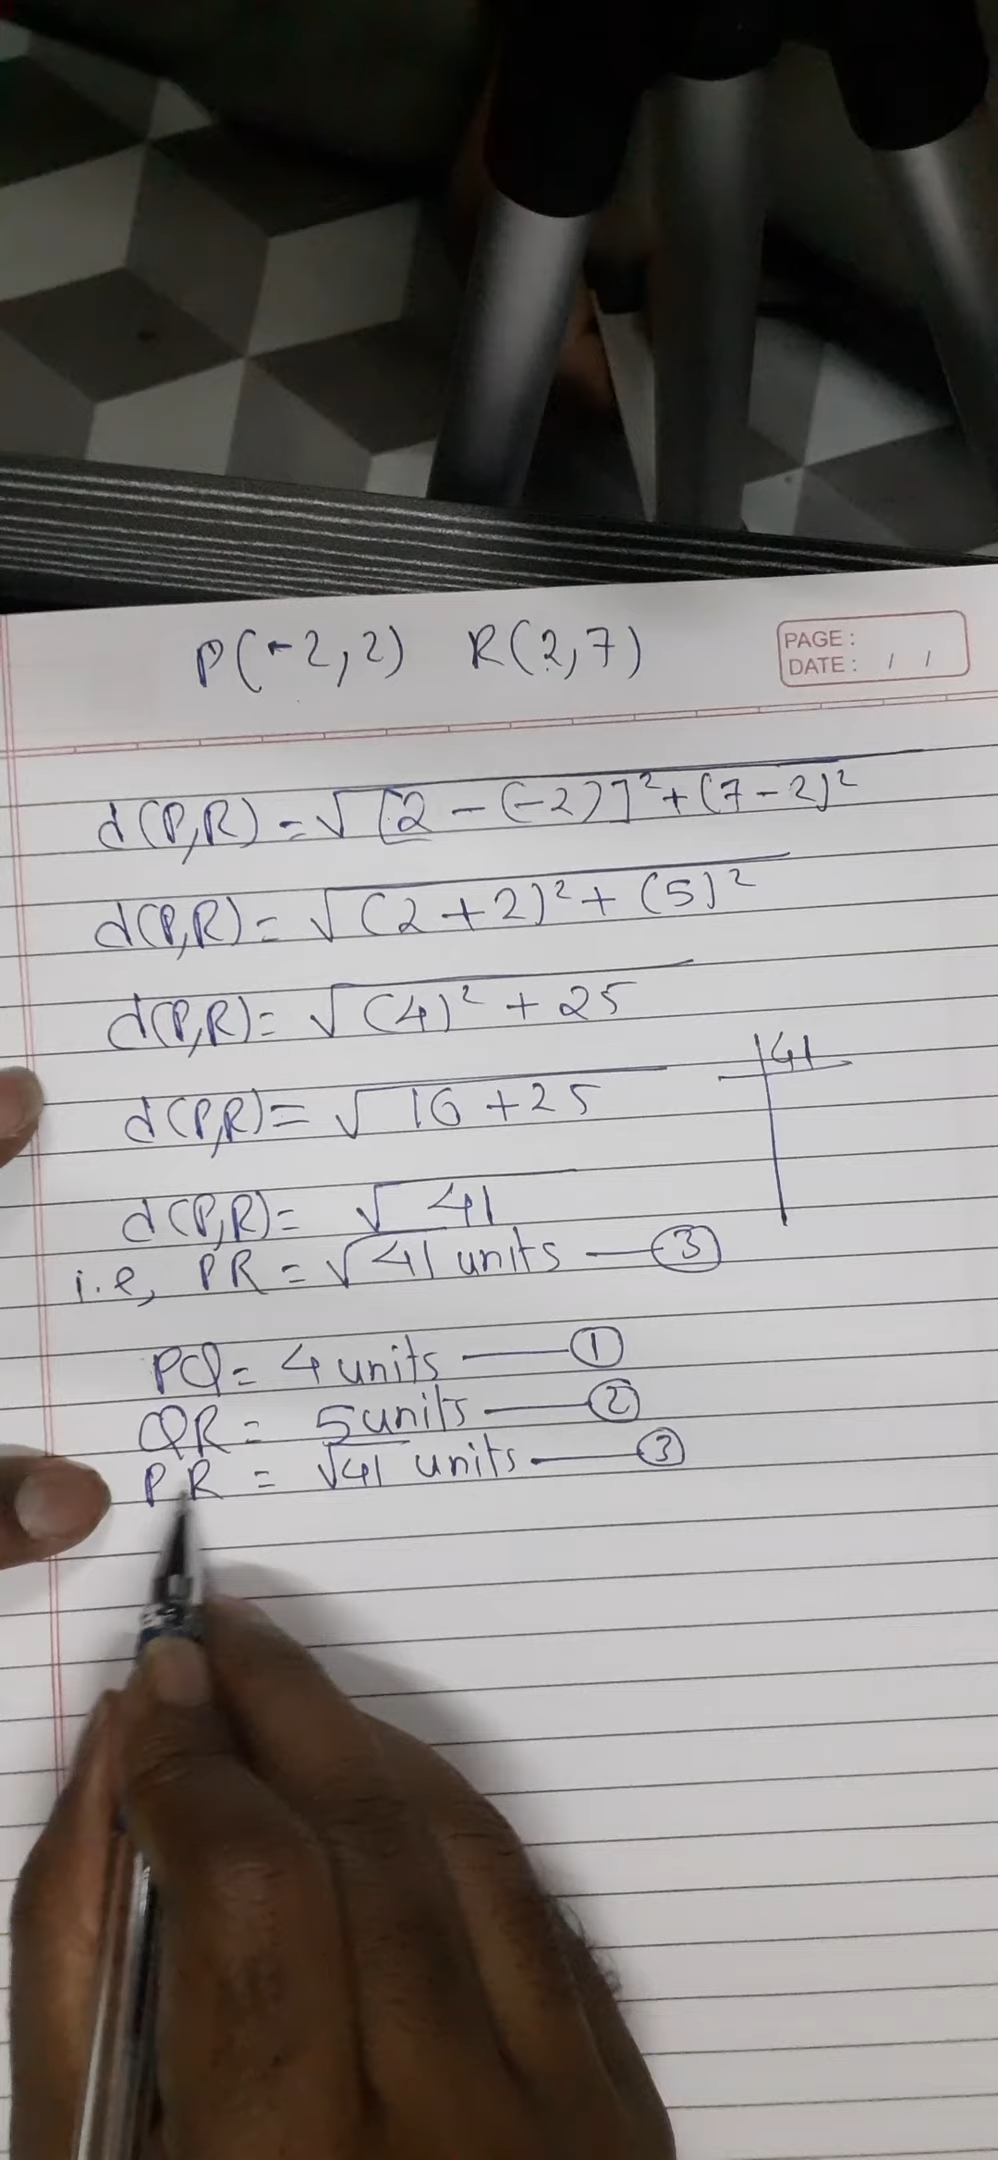 P(-2,2) R(2,7)
PAGE :
DATE : / /
d(P,R) = √[2-(-2)]²+(7-2)²
d(P,R) = √(2+2)²+(5)²
d(P,R) = √(4)²+25
41
d(P,R) = √16+25
d(P,R) = √41
i.e, PR = √41 units — ③
PQ = 4 units — ①
QR = 5 units — ②
PR = √41 units — ③